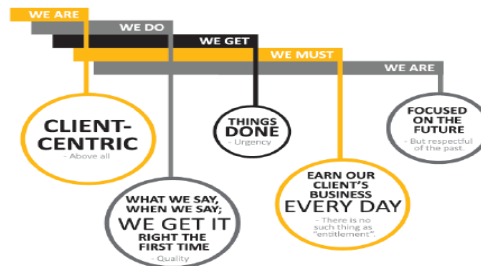 WE ARE
WE DO
WE GET
WE MUST
WE ARE
CLIENT-
CENTRIC
- Above all
WHAT WE SAY,
WHEN WE SAY;
WE GET IT
RIGHT THE
FIRST TIME
- Quality
THINGS
DONE
- Urgency
EARN OUR
CLIENT'S
BUSINESS
EVERY DAY
- There is no
such thing as
"entitlement".
FOCUSED
ON THE
FUTURE
- But respectful
of the past.